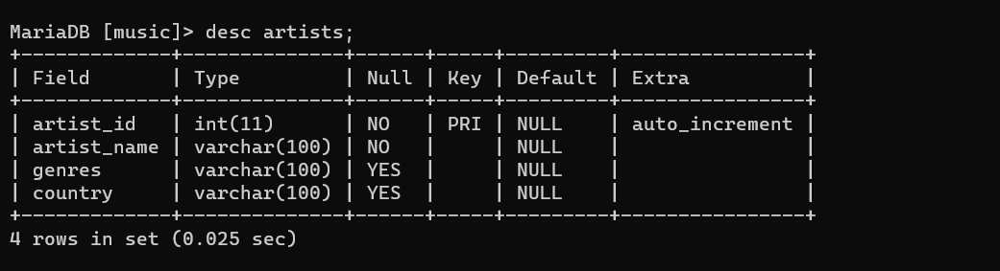 MariaDB [music]> desc artists;
+-------------+--------------+------+-----+---------+----------------+
| Field       | Type         | Null | Key | Default | Extra          |
+-------------+--------------+------+-----+---------+----------------+
| artist_id   | int(11)      | NO   | PRI | NULL    | auto_increment |
| artist_name | varchar(100) | NO   |     | NULL    |                |
| genres      | varchar(100) | YES  |     | NULL    |                |
| country     | varchar(100) | YES  |     | NULL    |                |
+-------------+--------------+------+-----+---------+----------------+
4 rows in set (0.025 sec)